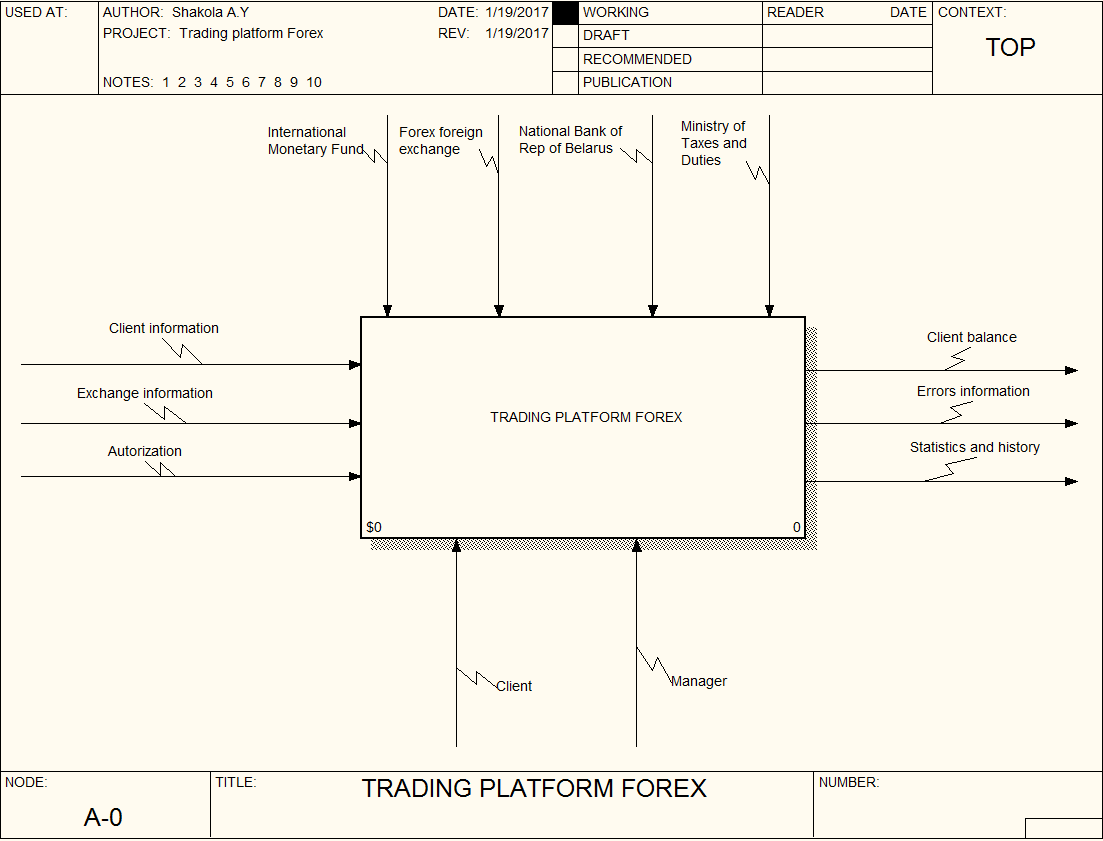 USED AT:
AUTHOR: Shakola A.Y
DATE: 1/19/2017
WORKING
READER
DATE
CONTEXT:
PROJECT: Trading platform Forex
REV: 1/19/2017
DRAFT
TOP
RECOMMENDED
NOTES: 1 2 3 4 5 6 7 8 9 10
PUBLICATION
International
Monetary Fund
Forex foreign
exchange
National Bank of
Rep of Belarus
Ministry of
Taxes and
Duties
Client information
Exchange information
Autorization
TRADING PLATFORM FOREX
$0
0
Client balance
Errors information
Statistics and history
Client
Manager
NODE:
A-0
TITLE:
TRADING PLATFORM FOREX
NUMBER: